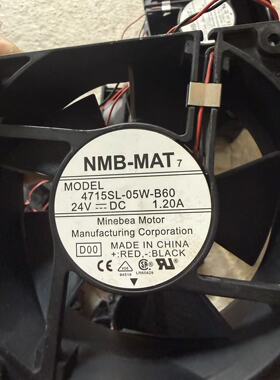 NMB-MAT 7
MODEL
4715SL-05W-B60
24V ⎓ DC 1.20A
Minebea Motor
Manufacturing Corporation
D00 MADE IN CHINA
+:RED,-:BLACK